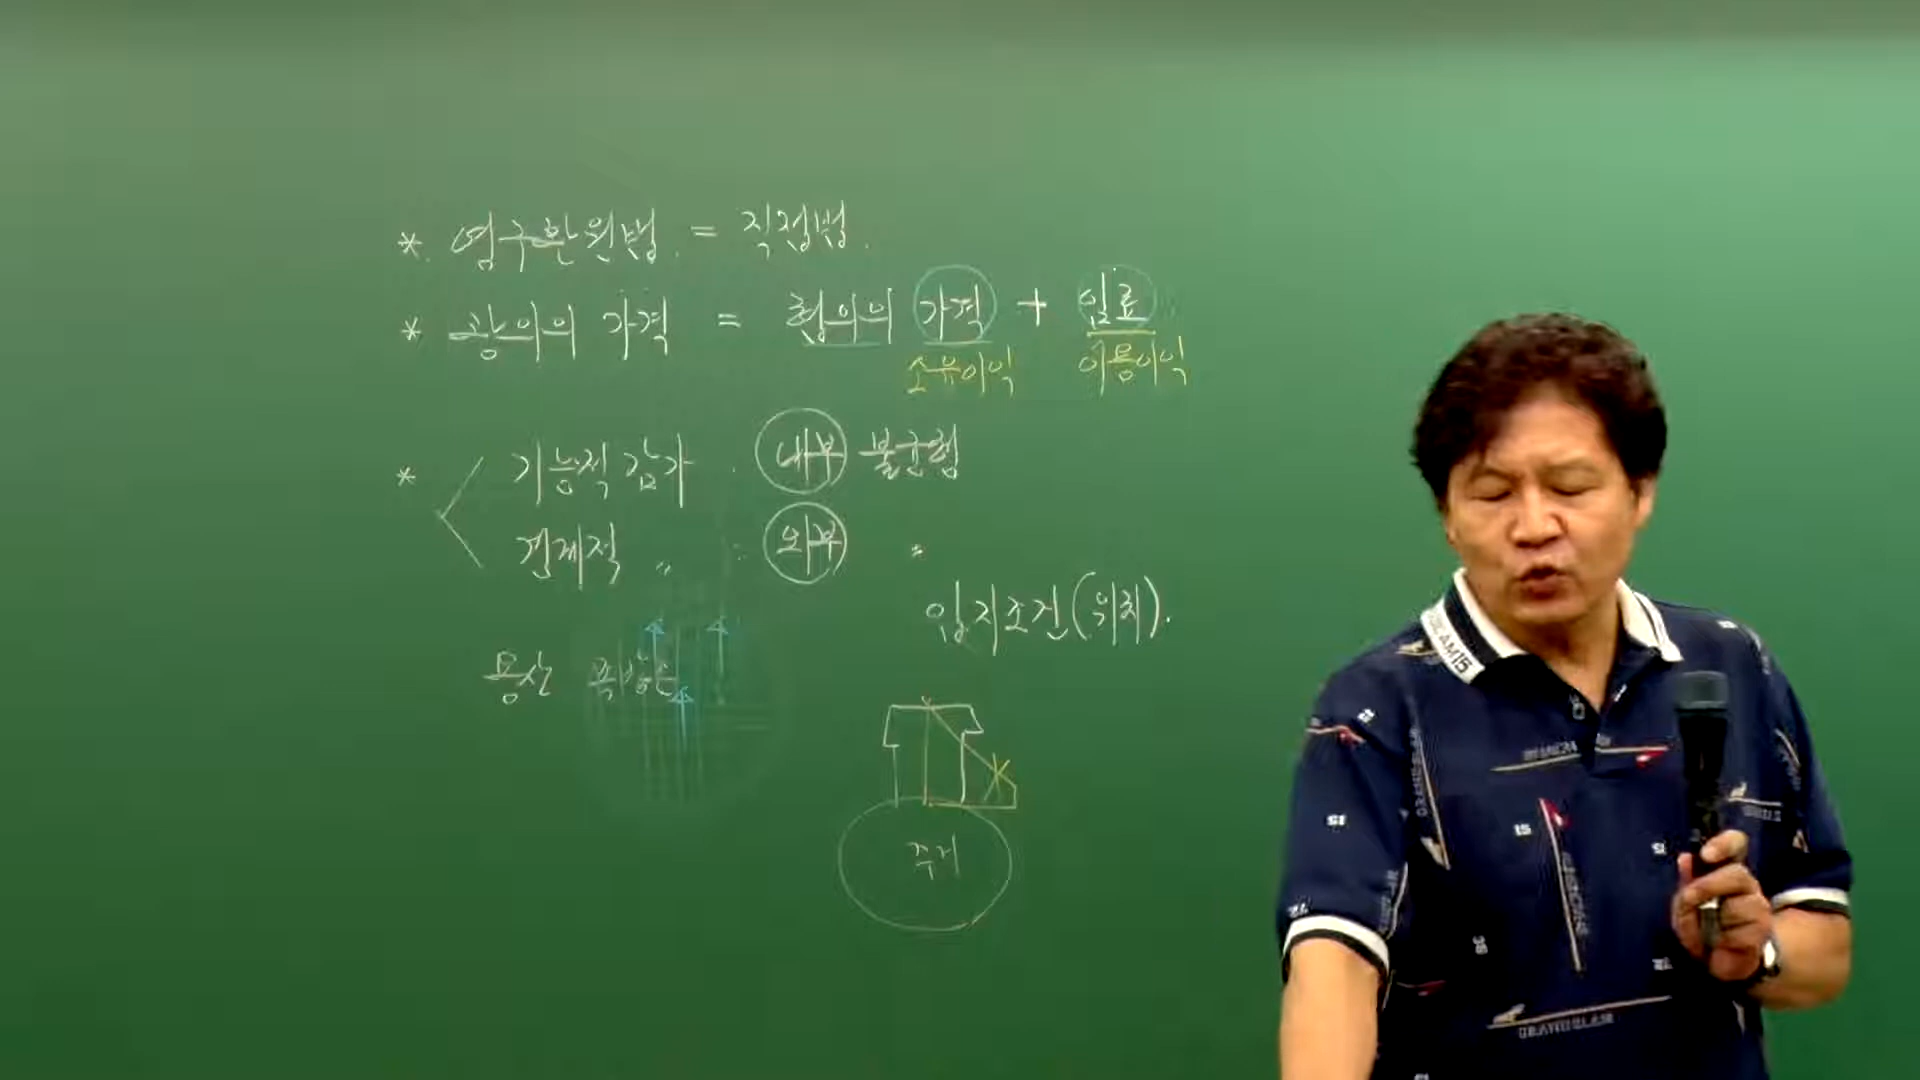 * 영구환원법 = 직접법.
* 광의의 가격 = 협의의 가격 + 임료
소유이익 이용이익
* 기능적 감가 : 내부 불균형
경제적 〃 : 외부 〃
입지조건(위치).
용산
주거
GRANDSLAM